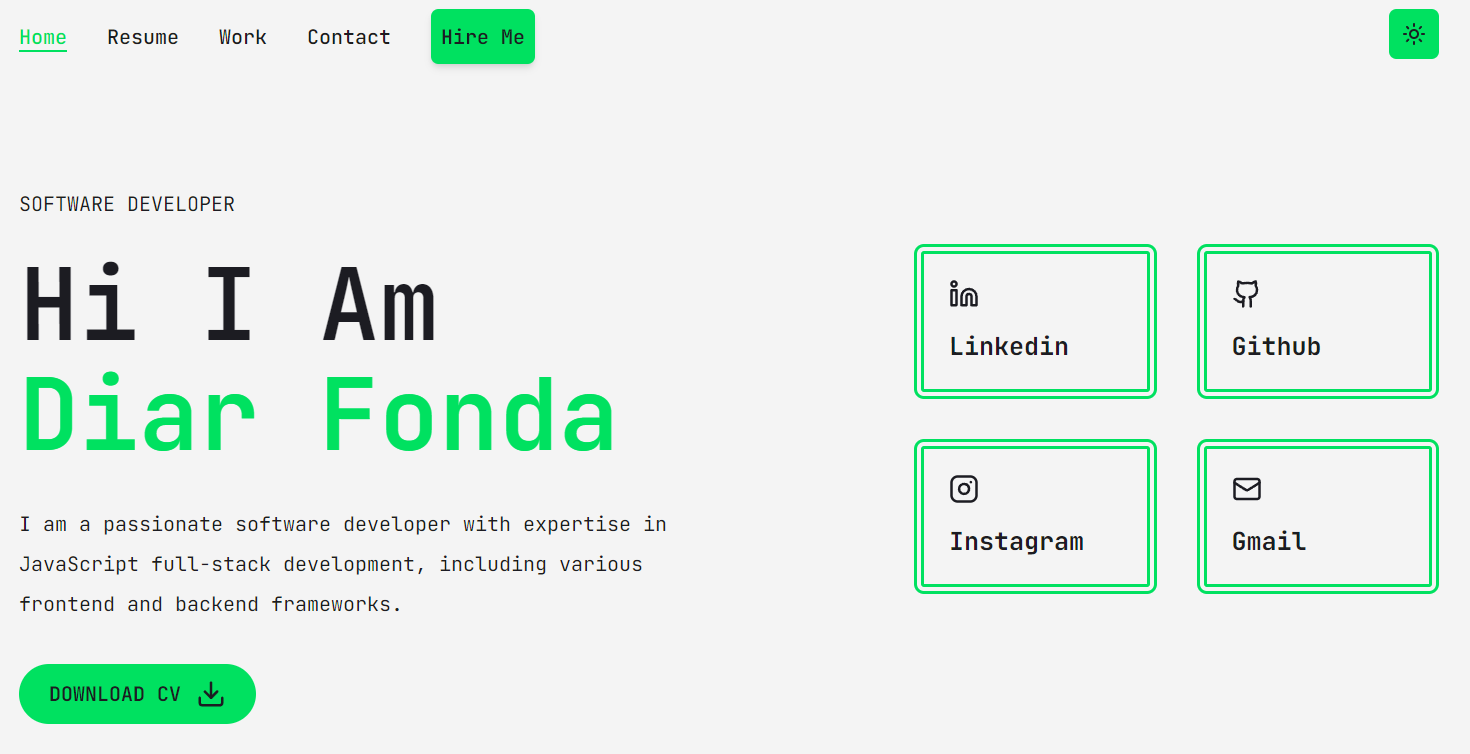 Home Resume Work Contact Hire Me
SOFTWARE DEVELOPER
Hi I Am
Diar Fonda
I am a passionate software developer with expertise in
JavaScript full-stack development, including various
frontend and backend frameworks.
DOWNLOAD CV
Linkedin
Github
Instagram
Gmail